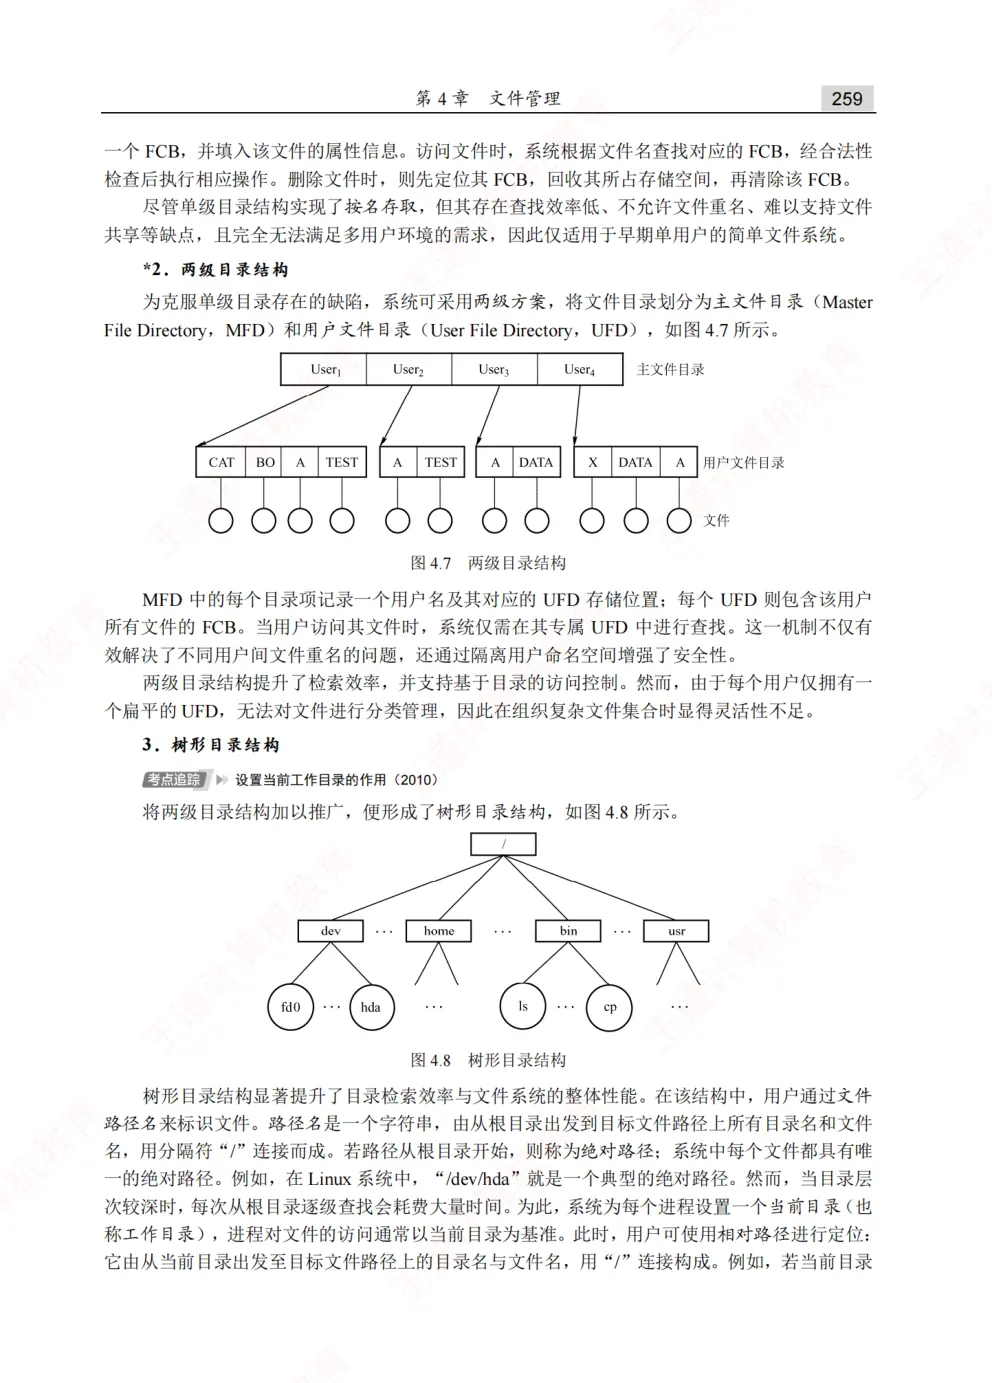 第 4 章　文件管理
259
一个 FCB，并填入该文件的属性信息。访问文件时，系统根据文件名查找对应的 FCB，经合法性
检查后执行相应操作。删除文件时，则先定位其 FCB，回收其所占存储空间，再清除该 FCB。
尽管单级目录结构实现了按名存取，但其存在查找效率低、不允许文件重名、难以支持文件
共享等缺点，且完全无法满足多用户环境的需求，因此仅适用于早期单用户的简单文件系统。
*2．两级目录结构
为克服单级目录存在的缺陷，系统可采用两级方案，将文件目录划分为主文件目录（Master
File Directory，MFD）和用户文件目录（User File Directory，UFD），如图 4.7 所示。
User₁ User₂ User₃ User₄ 主文件目录
CAT BO A TEST A TEST A DATA X DATA A 用户文件目录
文件
图 4.7　两级目录结构
MFD 中的每个目录项记录一个用户名及其对应的 UFD 存储位置；每个 UFD 则包含该用户
所有文件的 FCB。当用户访问其文件时，系统仅需在其专属 UFD 中进行查找。这一机制不仅有
效解决了不同用户间文件重名的问题，还通过隔离用户命名空间增强了安全性。
两级目录结构提升了检索效率，并支持基于目录的访问控制。然而，由于每个用户仅拥有一
个扁平的 UFD，无法对文件进行分类管理，因此在组织复杂文件集合时显得灵活性不足。
3．树形目录结构
考点追踪 设置当前工作目录的作用（2010）
将两级目录结构加以推广，便形成了树形目录结构，如图 4.8 所示。
/
dev ··· home ··· bin ··· usr
fd0 ··· hda ··· ls ··· cp ···
图 4.8　树形目录结构
树形目录结构显著提升了目录检索效率与文件系统的整体性能。在该结构中，用户通过文件
路径名来标识文件。路径名是一个字符串，由从根目录出发到目标文件路径上所有目录名和文件
名，用分隔符“/”连接而成。若路径从根目录开始，则称为绝对路径；系统中每个文件都具有唯
一的绝对路径。例如，在 Linux 系统中，“/dev/hda”就是一个典型的绝对路径。然而，当目录层
次较深时，每次从根目录逐级查找会耗费大量时间。为此，系统为每个进程设置一个当前目录（也
称工作目录），进程对文件的访问通常以当前目录为基准。此时，用户可使用相对路径进行定位：
它由从当前目录出发至目标文件路径上的目录名与文件名，用“/”连接构成。例如，若当前目录
王道计算机教育